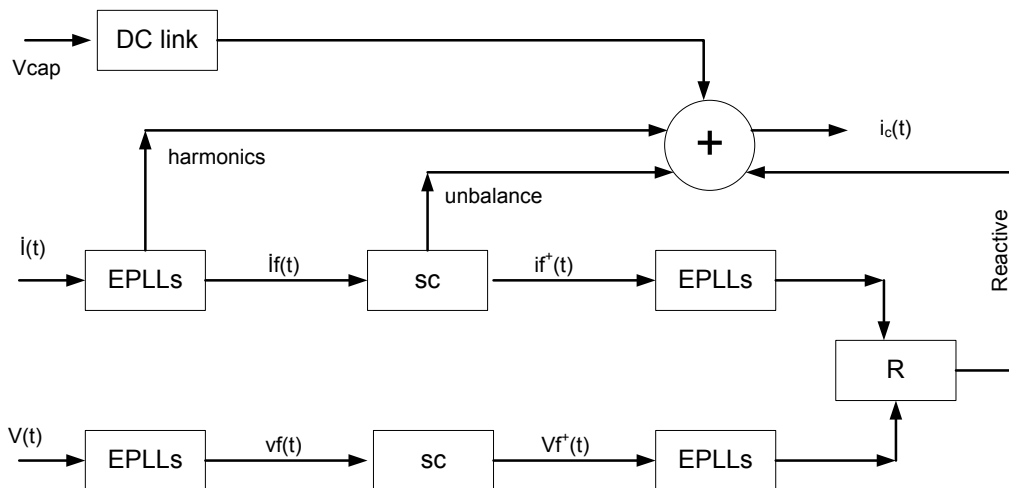 DC link
Vcap
+
ic(t)
harmonics
unbalance
Reactive
İ(t)
EPLLs
İf(t)
sc
if⁺(t)
EPLLs
R
V(t)
EPLLs
vf(t)
sc
Vf⁺(t)
EPLLs